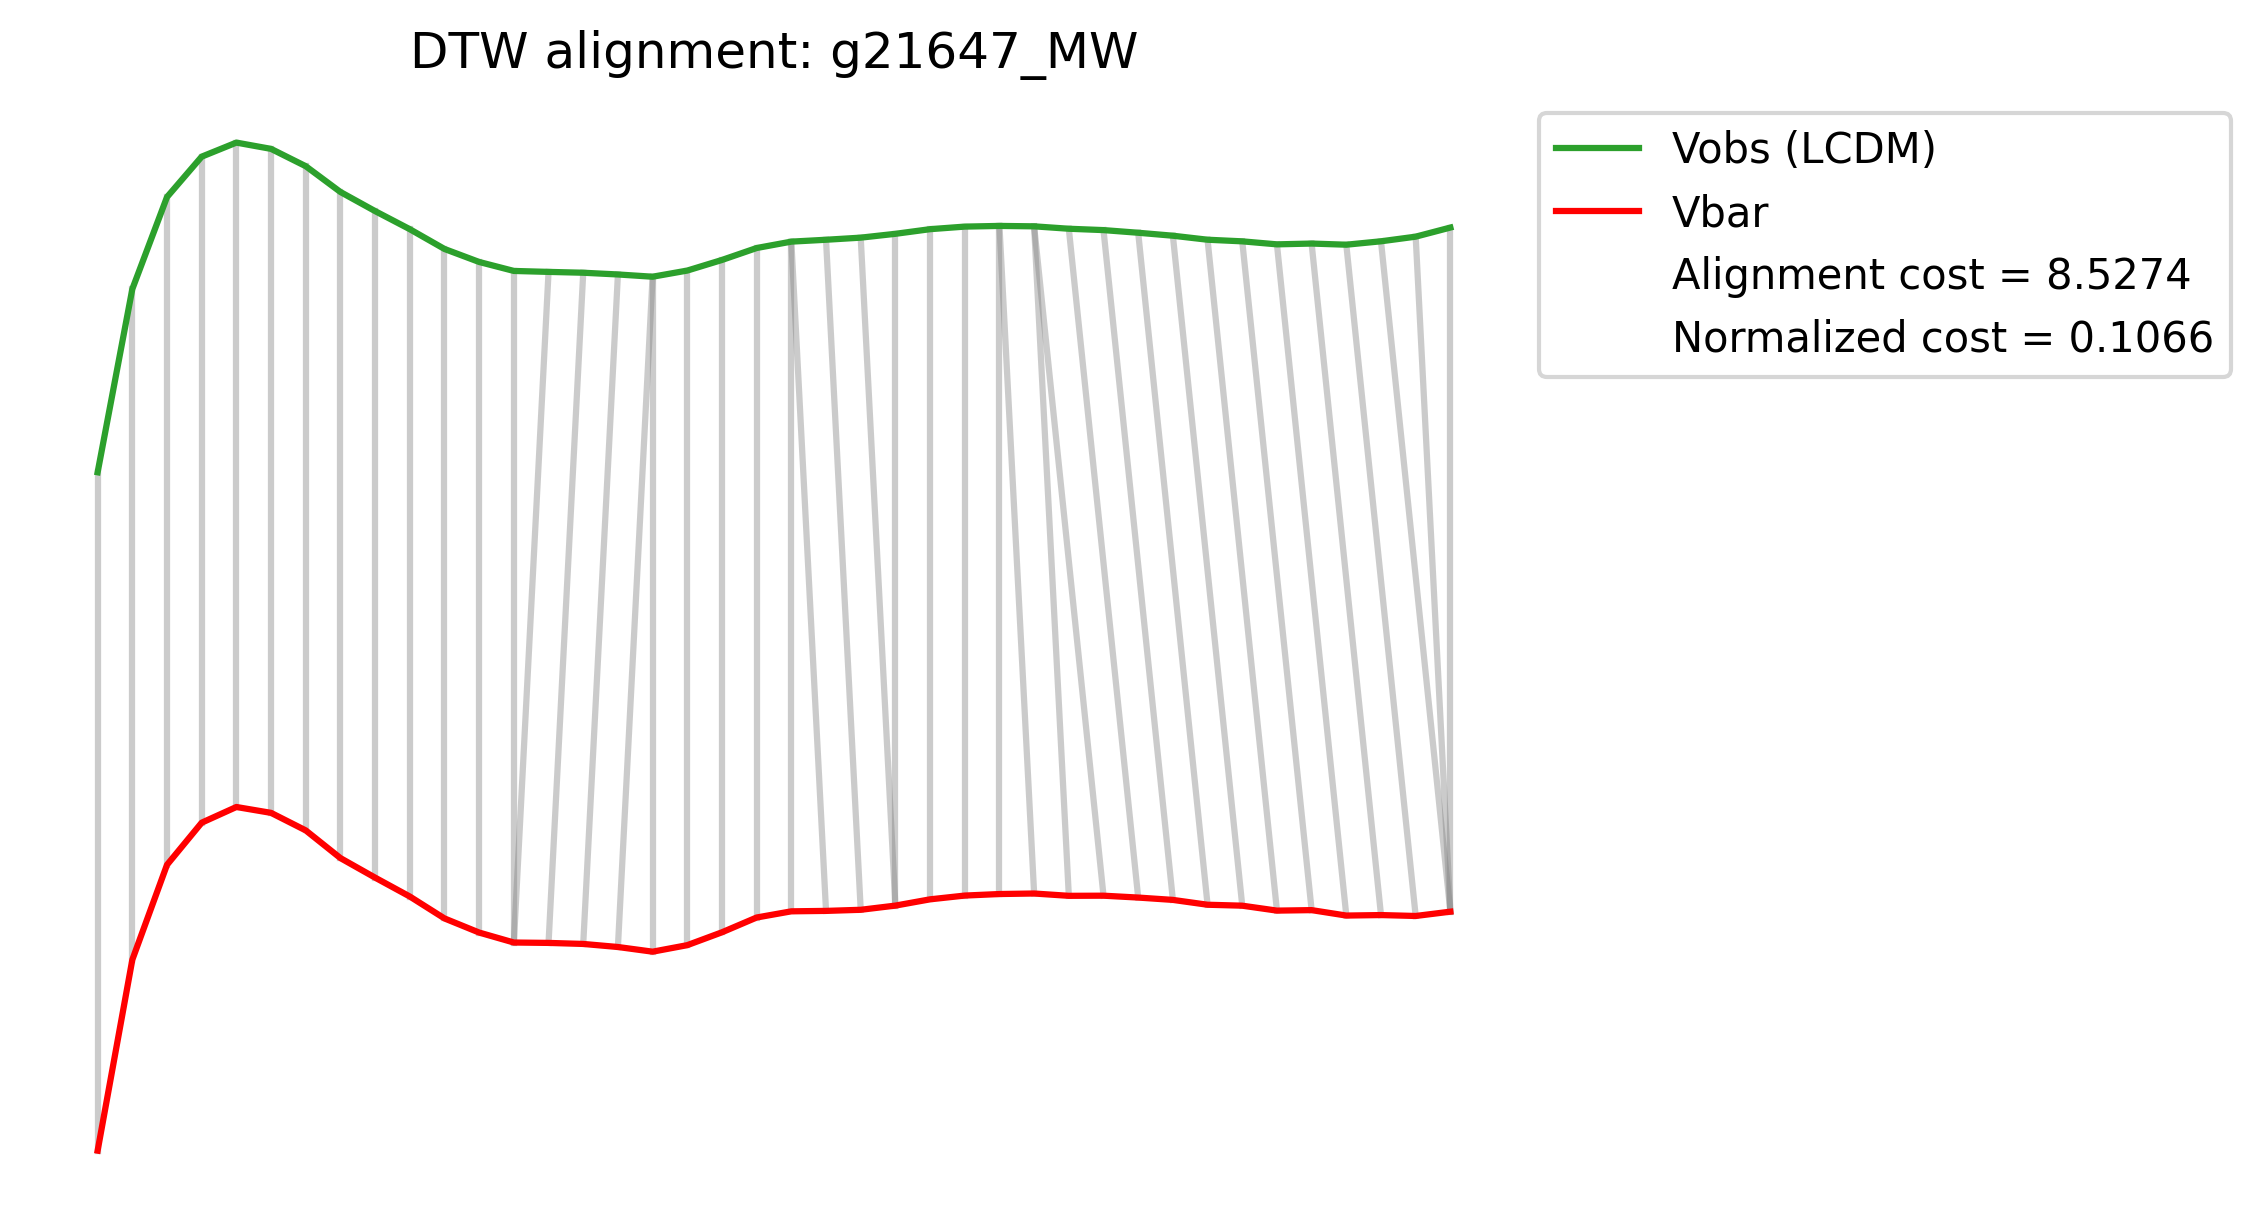 DTW alignment: g21647_MW
Vobs (LCDM)
Vbar
Alignment cost = 8.5274
Normalized cost = 0.1066